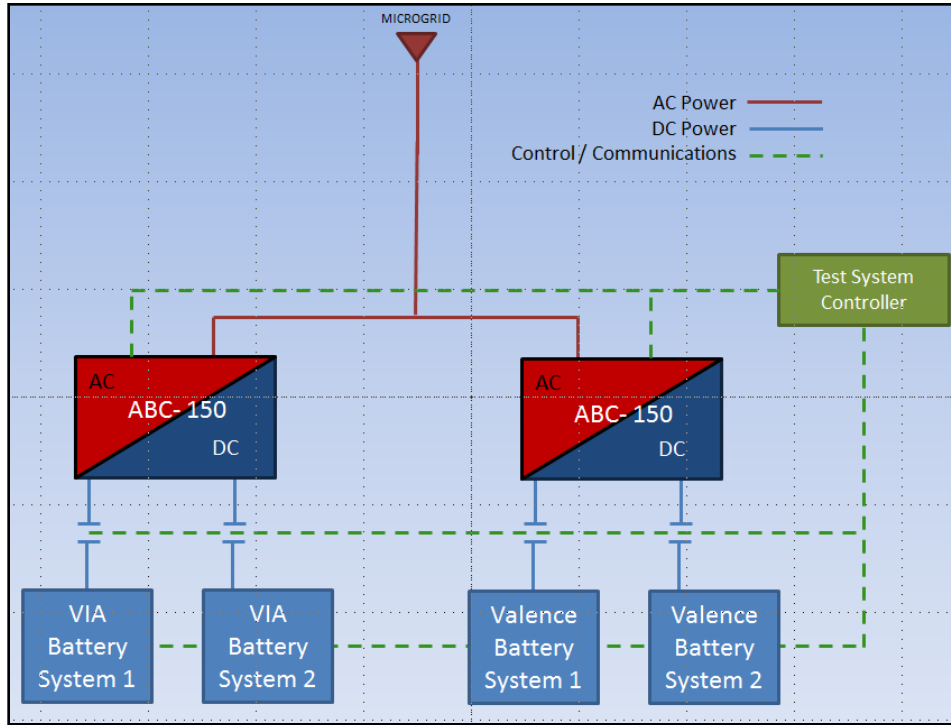 MICROGRID
AC Power
DC Power
Control / Communications
Test System
Controller
AC
ABC- 150
DC
AC
ABC- 150
DC
VIA
Battery
System 1
VIA
Battery
System 2
Valence
Battery
System 1
Valence
Battery
System 2